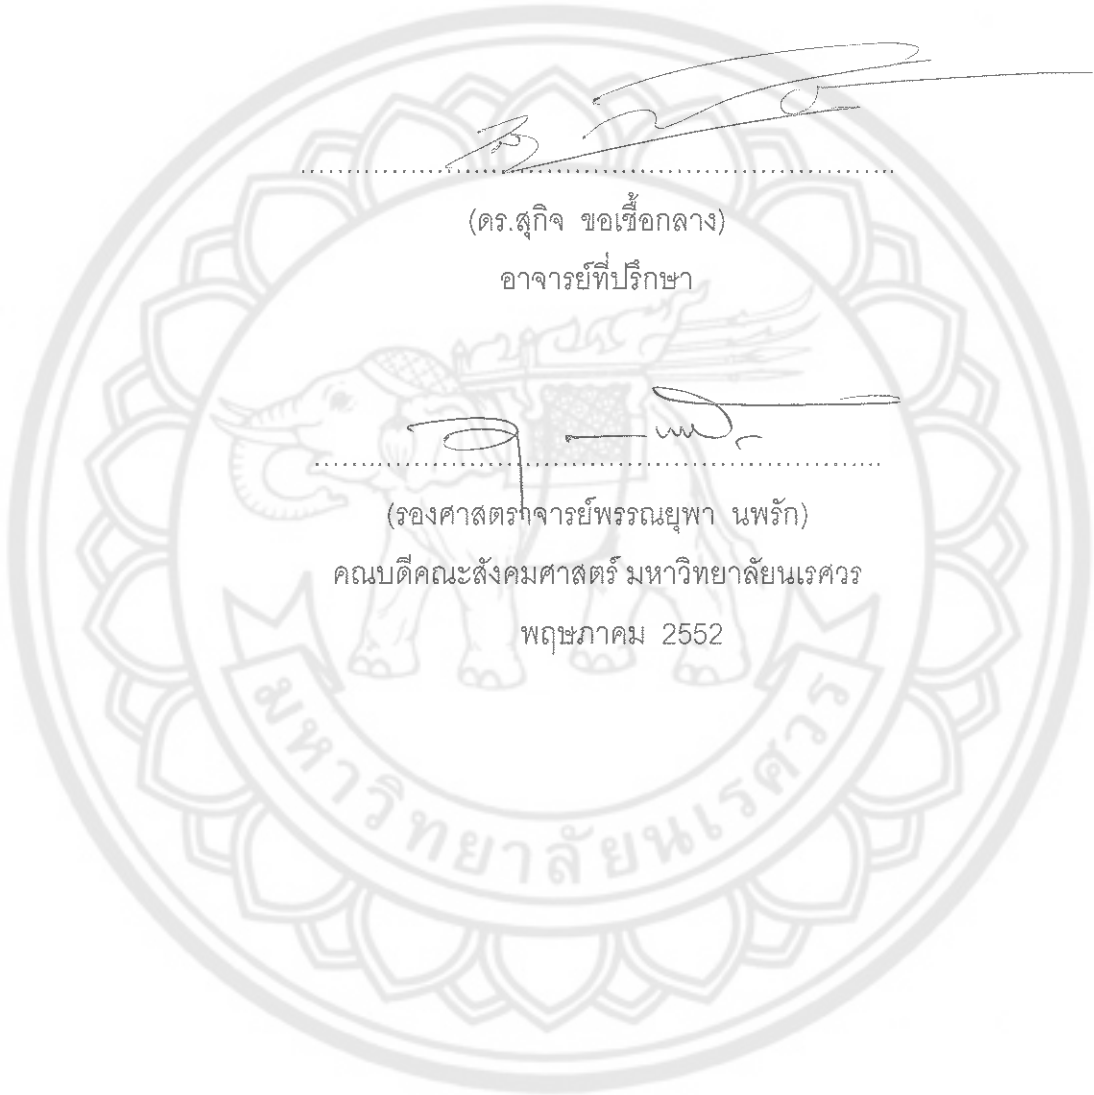 (ดร.สุกิจ ขอเชื้อกลาง)
อาจารย์ที่ปรึกษา
(รองศาสตราจารย์พรรณยุพา นพรัก)
คณบดีคณะสังคมศาสตร์ มหาวิทยาลัยนเรศวร
พฤษภาคม 2552
มหาวิทยาลัยนเรศวร